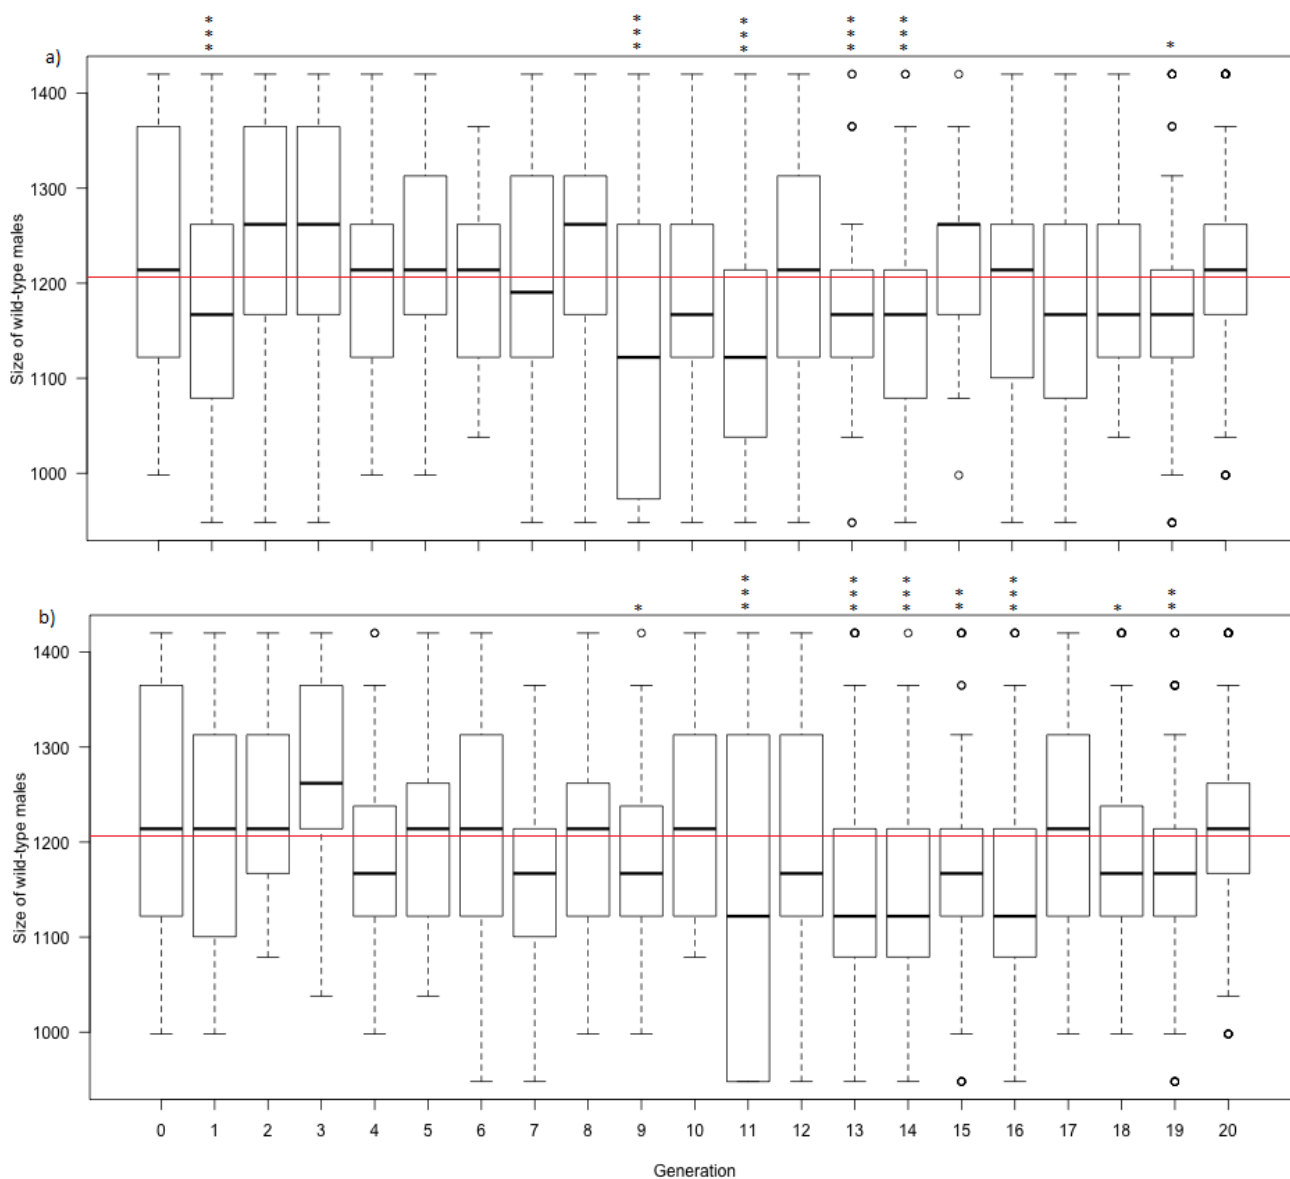 * * * * * *
* * * * *
a) * * * * *
1400
1300
1200
1100
1000
Size of wild-type males
* * * *
* * * * * *
b) * * * * * * * *
1400
1300
1200
1100
1000
Size of wild-type males
0 1 2 3 4 5 6 7 8 9 10 11 12 13 14 15 16 17 18 19 20
Generation